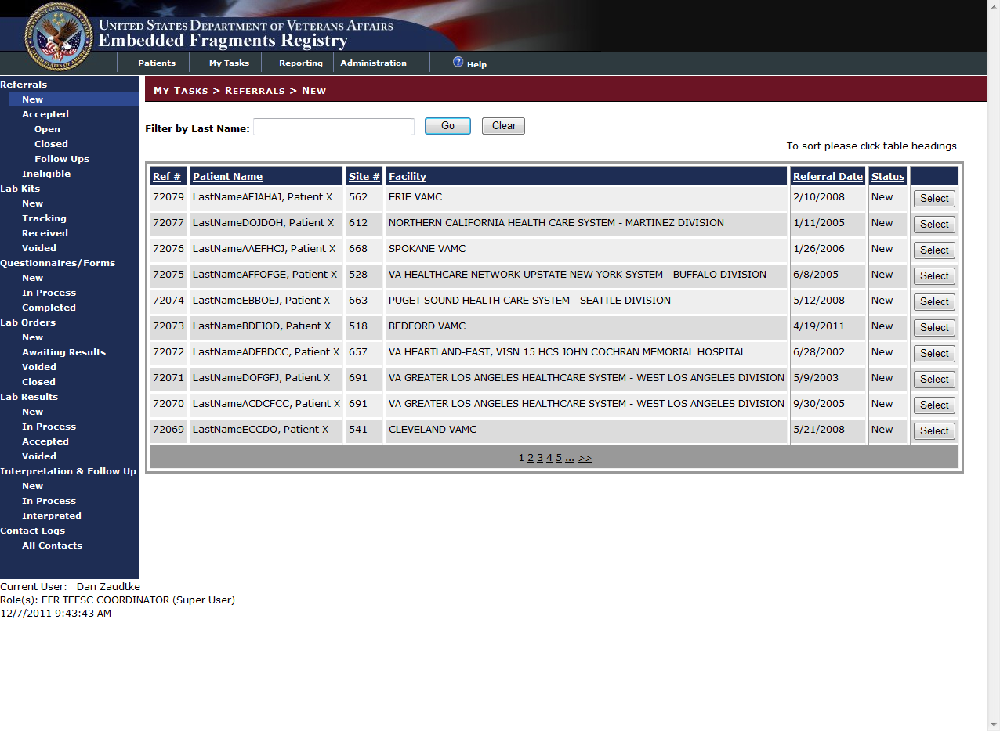 United States Department of Veterans Affairs
Embedded Fragments Registry
Patients My Tasks Reporting Administration ? Help
Referrals
New
Accepted
Open
Closed
Follow Ups
Ineligible
Lab Kits
New
Tracking
Received
Voided
Questionnaires/Forms
New
In Process
Completed
Lab Orders
New
Awaiting Results
Voided
Closed
Lab Results
New
In Process
Accepted
Voided
Interpretation & Follow Up
New
In Process
Interpreted
Contact Logs
All Contacts
Current User: Dan Zaudtke
Role(s): EFR TEFSC COORDINATOR (Super User)
12/7/2011 9:43:43 AM
My Tasks > Referrals > New
Filter by Last Name: Go Clear
To sort please click table headings
Ref # Patient Name Site # Facility Referral Date Status
72079 LastNameAFJAHAJ, Patient X 562 ERIE VAMC 2/10/2008 New Select
72077 LastNameDOJDOH, Patient X 612 NORTHERN CALIFORNIA HEALTH CARE SYSTEM - MARTINEZ DIVISION 1/11/2005 New Select
72076 LastNameAAEFHCJ, Patient X 668 SPOKANE VAMC 1/26/2006 New Select
72075 LastNameAFFOFGE, Patient X 528 VA HEALTHCARE NETWORK UPSTATE NEW YORK SYSTEM - BUFFALO DIVISION 6/8/2005 New Select
72074 LastNameEBBOEJ, Patient X 663 PUGET SOUND HEALTH CARE SYSTEM - SEATTLE DIVISION 5/12/2008 New Select
72073 LastNameBDFJOD, Patient X 518 BEDFORD VAMC 4/19/2011 New Select
72072 LastNameADFBDCC, Patient X 657 VA HEARTLAND-EAST, VISN 15 HCS JOHN COCHRAN MEMORIAL HOSPITAL 6/28/2002 New Select
72071 LastNameDOFGFJ, Patient X 691 VA GREATER LOS ANGELES HEALTHCARE SYSTEM - WEST LOS ANGELES DIVISION 5/9/2003 New Select
72070 LastNameACDCFCC, Patient X 691 VA GREATER LOS ANGELES HEALTHCARE SYSTEM - WEST LOS ANGELES DIVISION 9/30/2005 New Select
72069 LastNameECCDO, Patient X 541 CLEVELAND VAMC 5/21/2008 New Select
1 2 3 4 5 ... >>